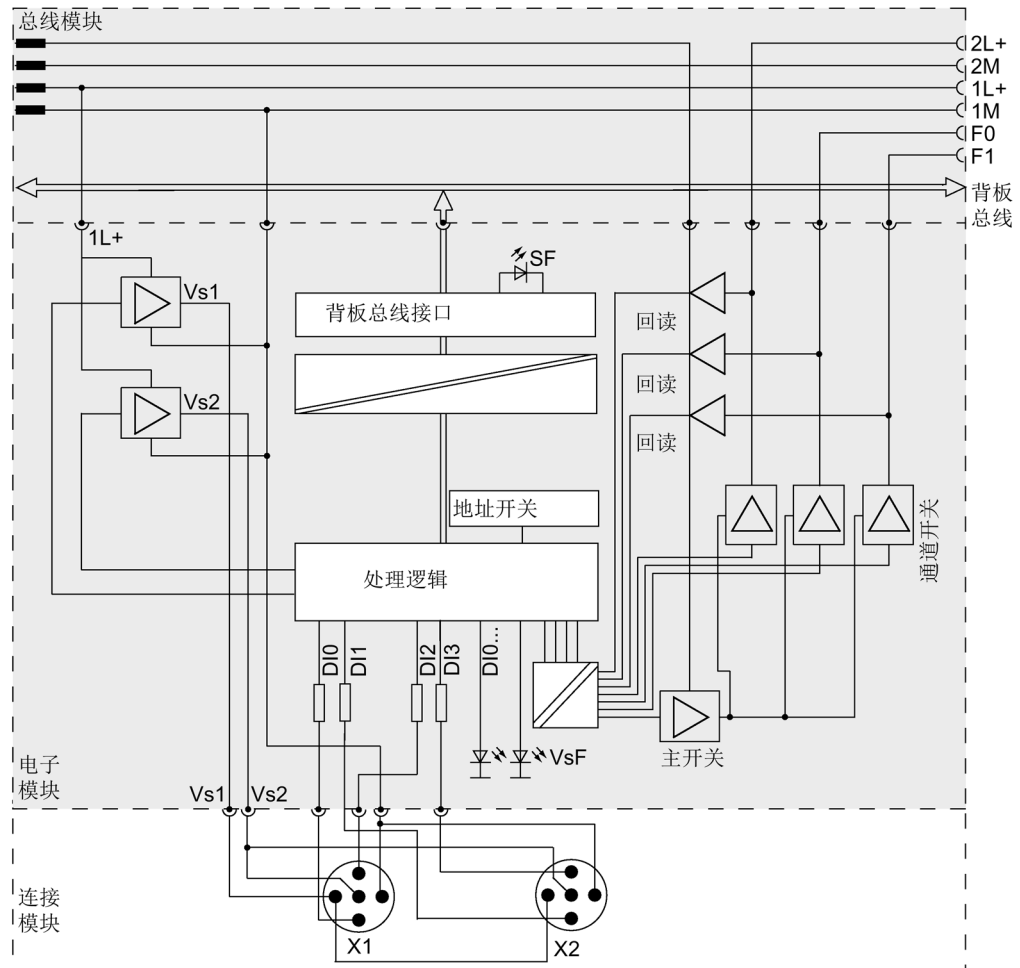 总线模块
2L+
2M
1L+
1M
F0
F1
背板
总线
1L+
SF
Vs1
背板总线接口
回读
回读
Vs2
回读
地址开关
通道开关
处理逻辑
DI0
DI1
DI2
DI3
DI0...
VsF
主开关
电子
模块
Vs1
Vs2
连接
模块
X1
X2